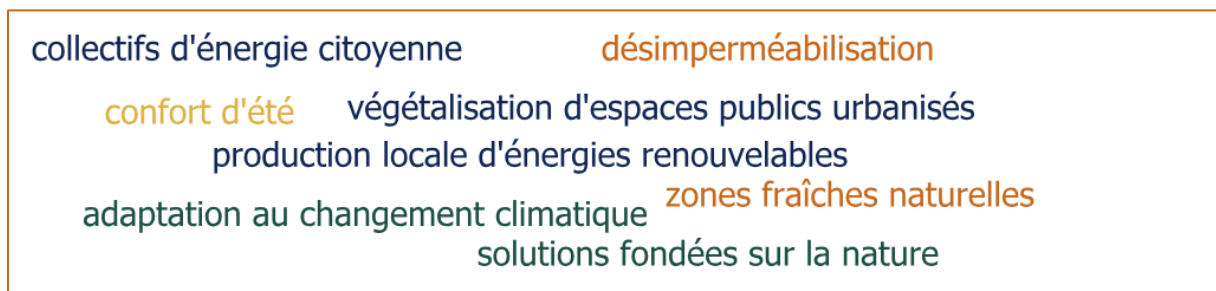 collectifs d'énergie citoyenne
désimperméabilisation
confort d'été
végétalisation d'espaces publics urbanisés
production locale d'énergies renouvelables
zones fraîches naturelles
adaptation au changement climatique
solutions fondées sur la nature